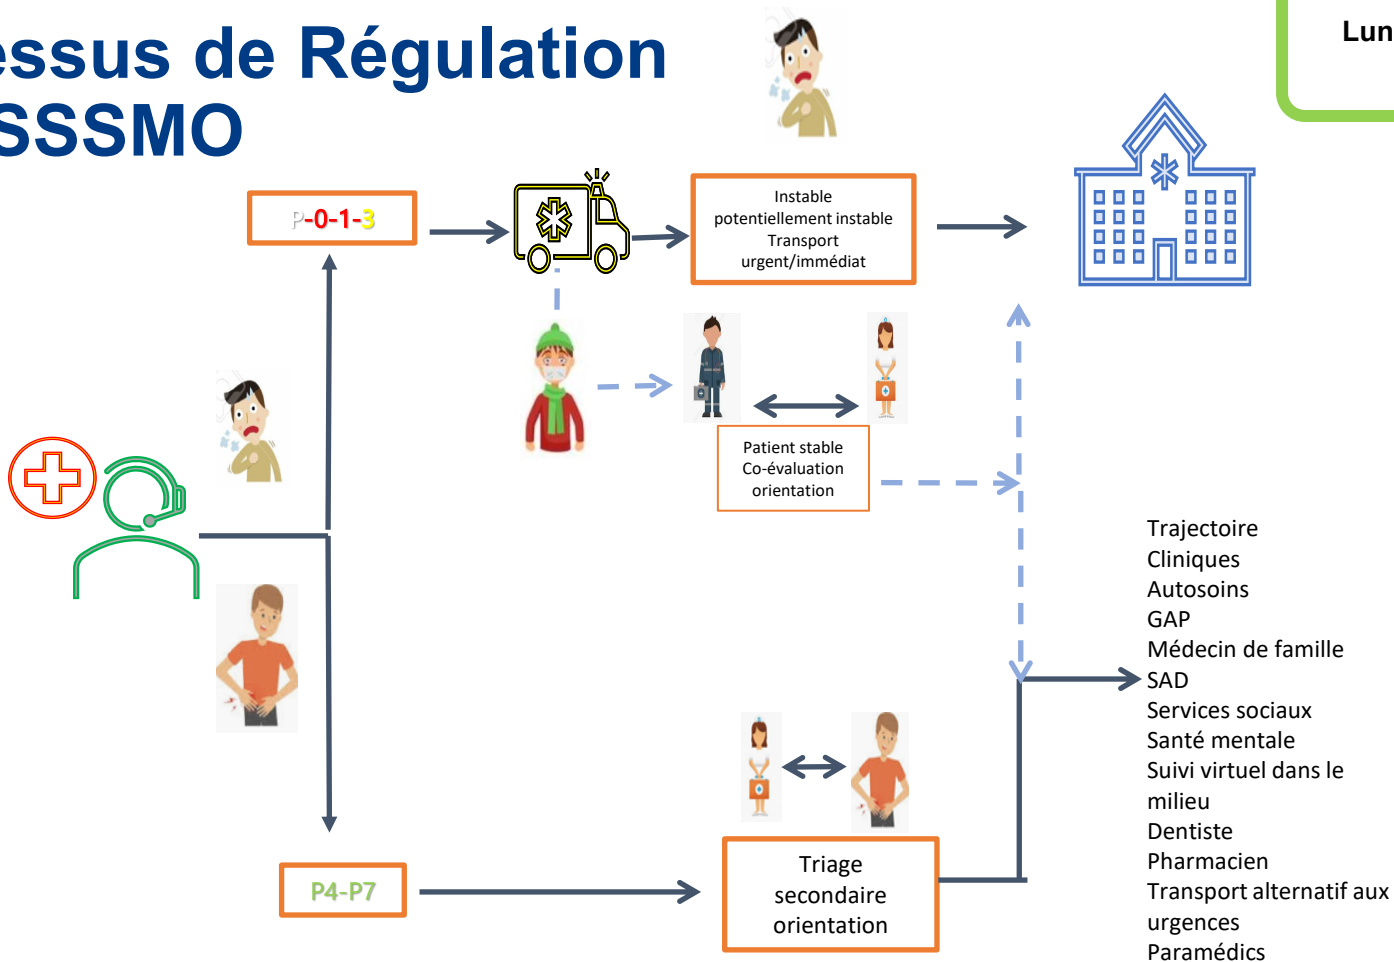 essus de Régulation
SSSMO
Lun
P-0-1-3
Instable
potentiellement instable
Transport
urgent/immédiat
Patient stable
Co-évaluation
orientation
P4-P7
Triage
secondaire
orientation
Trajectoire
Cliniques
Autosoins
GAP
Médecin de famille
SAD
Services sociaux
Santé mentale
Suivi virtuel dans le
milieu
Dentiste
Pharmacien
Transport alternatif aux
urgences
Paramédics